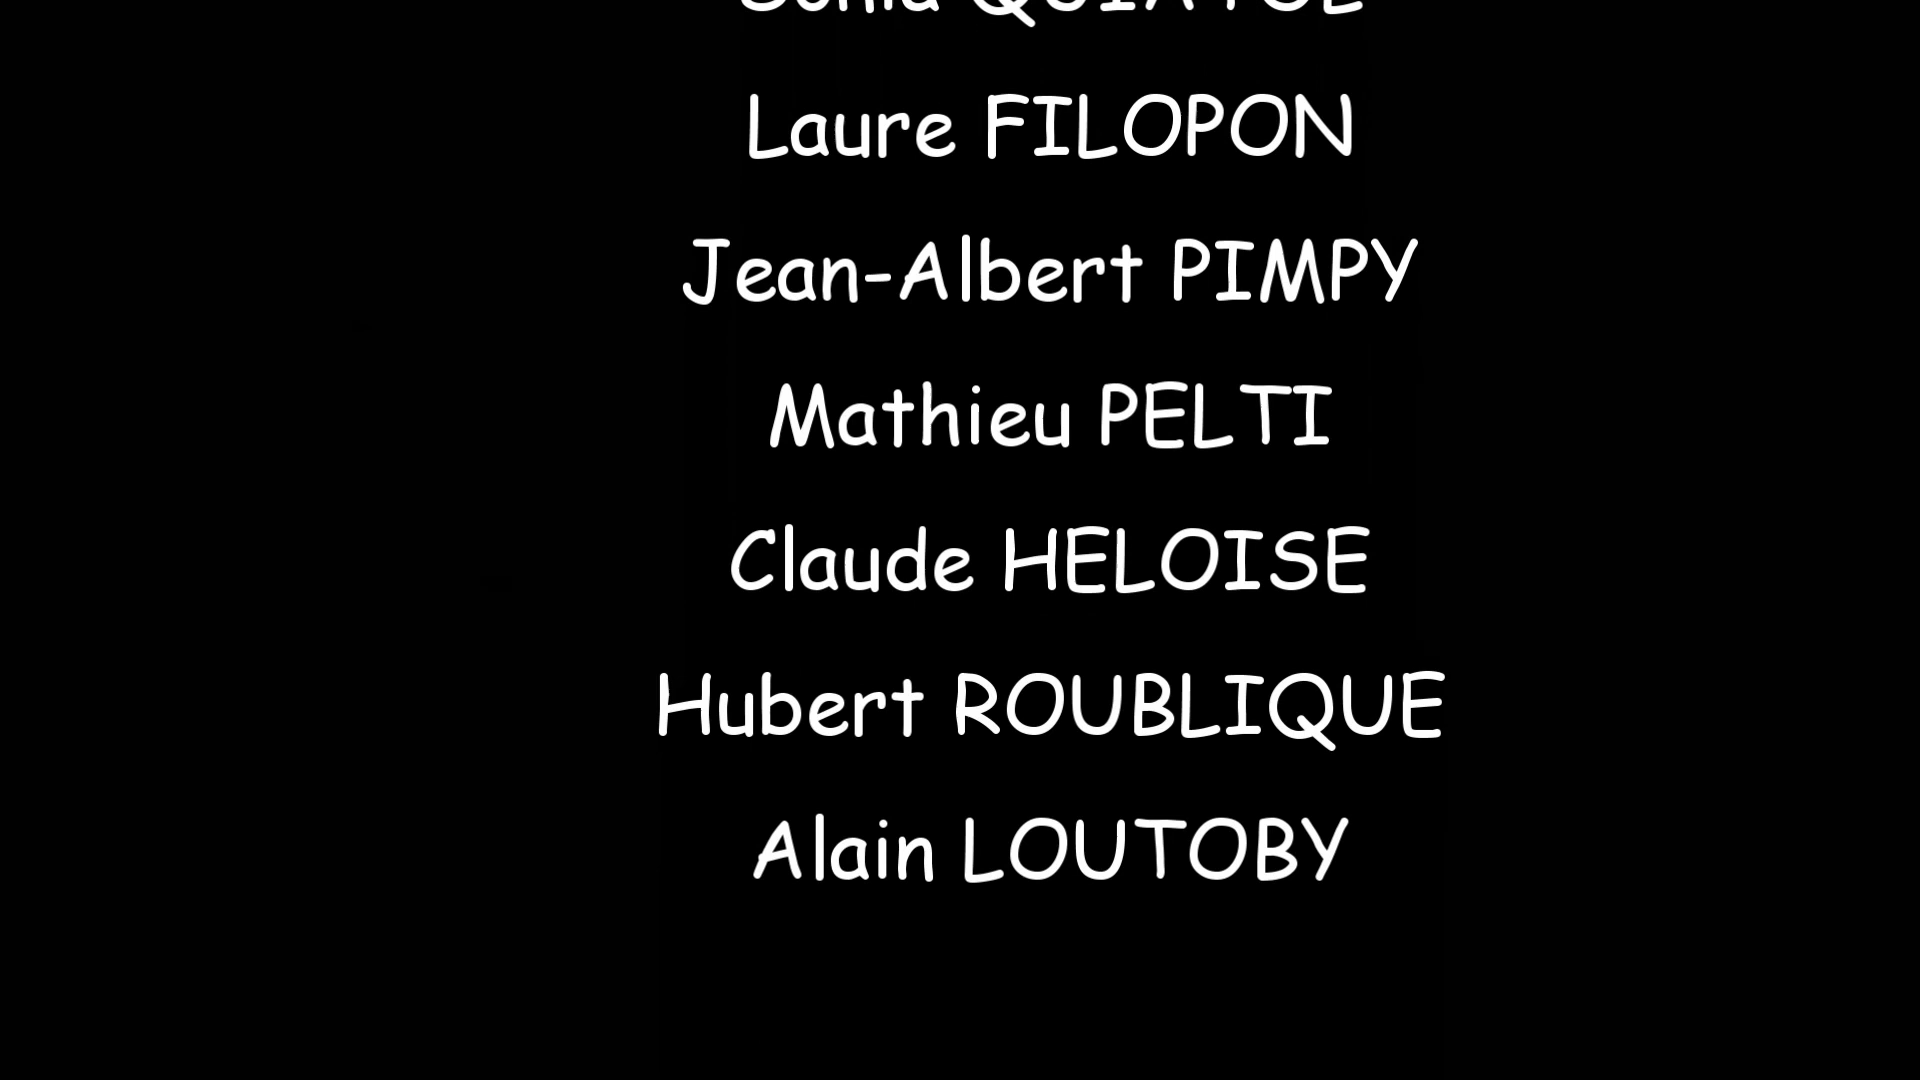 Laure FILOPON
Jean-Albert PIMPY
Mathieu PELTI
Claude HELOISE
Hubert ROUBLIQUE
Alain LOUTOBY